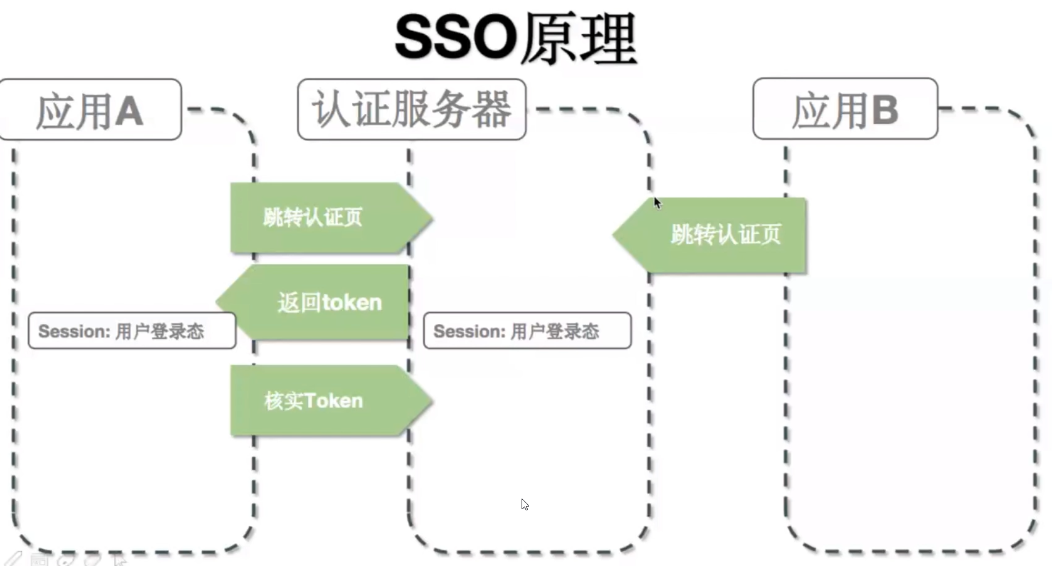 SSO原理
应用A
认证服务器
应用B
跳转认证页
跳转认证页
返回token
Session: 用户登录态
Session: 用户登录态
核实Token